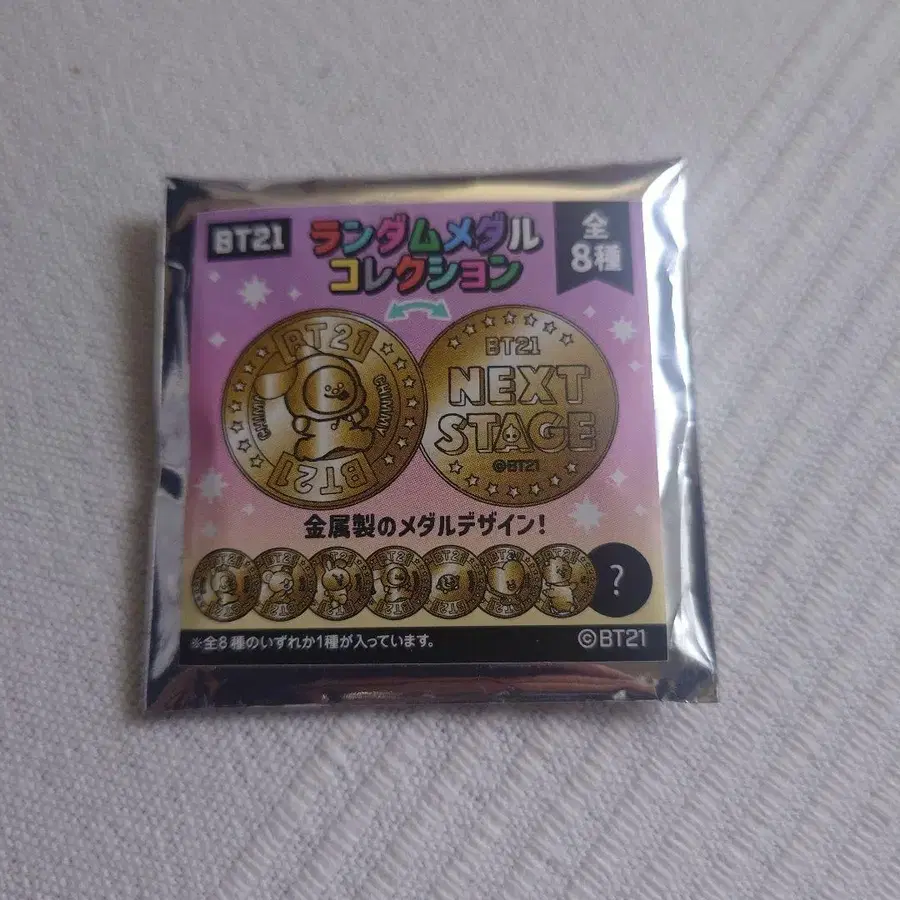 BT21
ランダムメダル
コレクション
全
8種
BT21
CHIMMY
CHIMMY
BT21
BT21
NEXT
STAGE
©BT21
金属製のメダルデザイン!
?
※全8種のいずれか1種が入っています。
©BT21